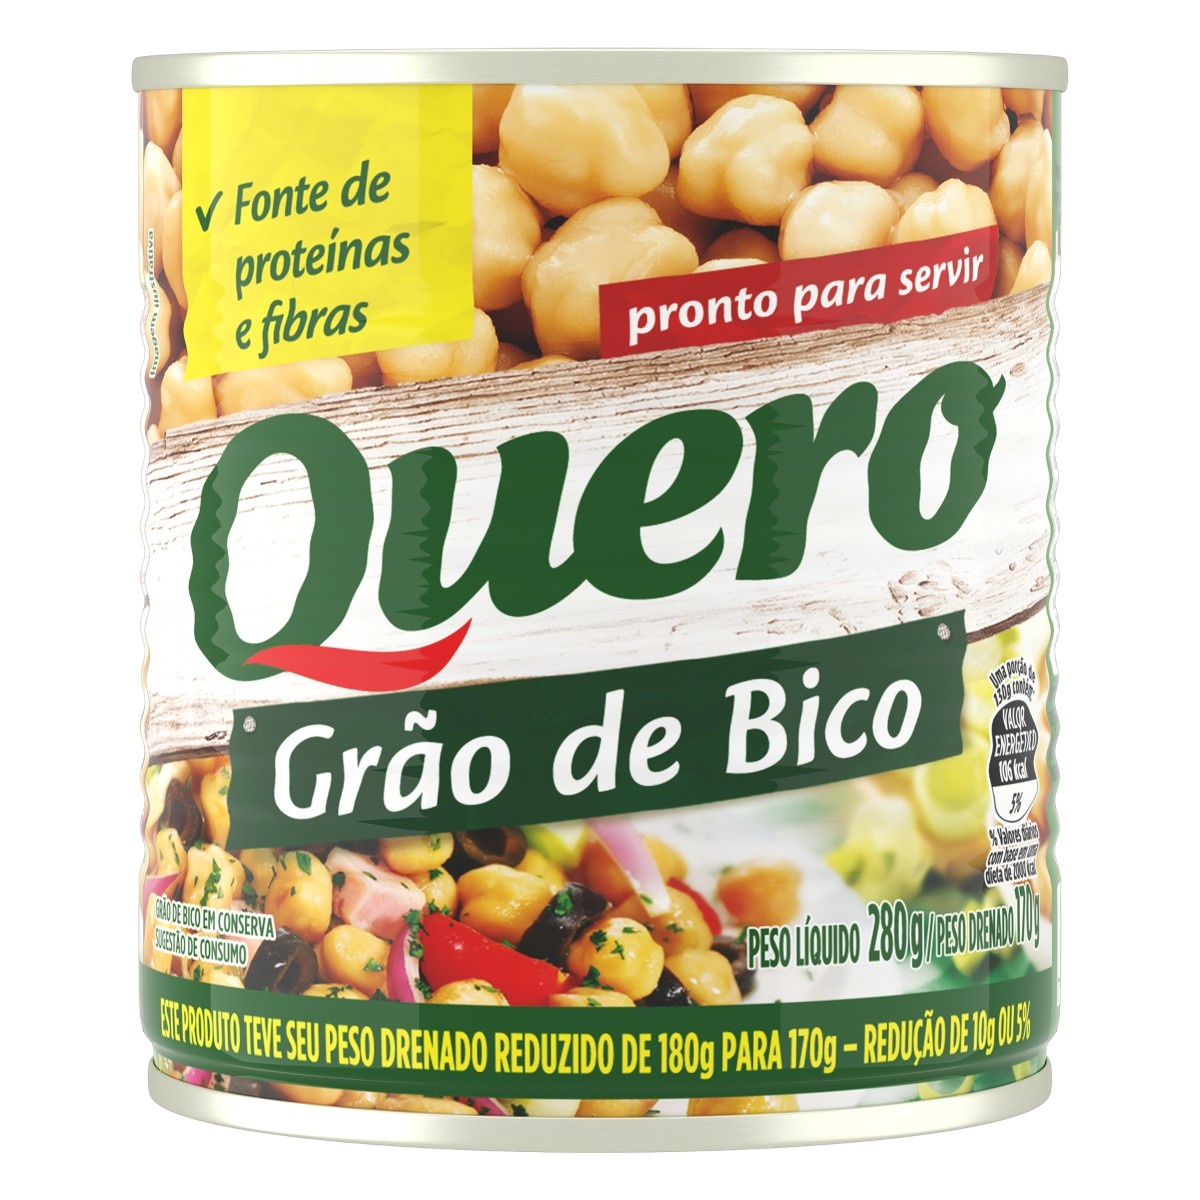 ✓ Fonte de
proteínas
e fibras
Imagem ilustrativa
pronto para servir
Quero
Grão de Bico
Uma porção de
130g contém:
VALOR
ENERGÉTICO
106 kcal
5%
% Valores diários
com base em uma
dieta de 2000 kcal
GRÃO DE BICO EM CONSERVA
SUGESTÃO DE CONSUMO
PESO LÍQUIDO 280g/PESO DRENADO 170g
ESTE PRODUTO TEVE SEU PESO DRENADO REDUZIDO DE 180g PARA 170g – REDUÇÃO DE 10g OU 5%